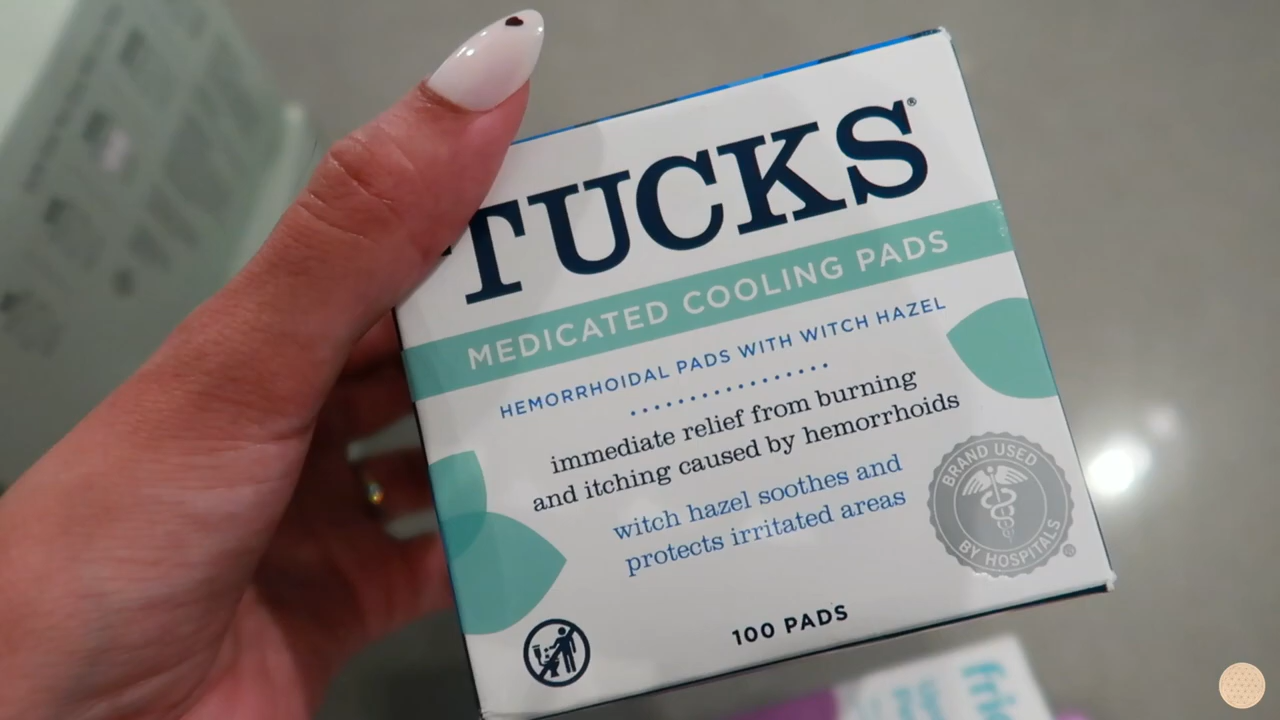 TUCKS®
MEDICATED COOLING PADS
HEMORRHOIDAL PADS WITH WITCH HAZEL
immediate relief from burning
and itching caused by hemorrhoids
witch hazel soothes and
protects irritated areas
BRAND USED
BY HOSPITALS®
100 PADS